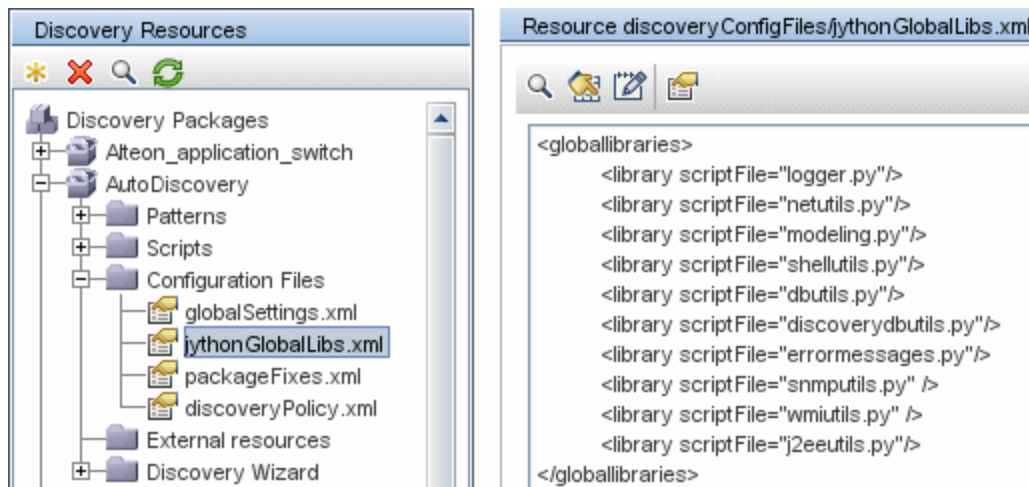 Discovery Resources
Discovery Packages
Alteon_application_switch
AutoDiscovery
Patterns
Scripts
Configuration Files
globalSettings.xml
jythonGlobalLibs.xml
packageFixes.xml
discoveryPolicy.xml
External resources
Discovery Wizard
Resource discoveryConfigFiles/jythonGlobalLibs.xml
<globallibraries>
<library scriptFile="logger.py"/>
<library scriptFile="netutils.py"/>
<library scriptFile="modeling.py"/>
<library scriptFile="shellutils.py"/>
<library scriptFile="dbutils.py"/>
<library scriptFile="discoverydbutils.py"/>
<library scriptFile="errormessages.py"/>
<library scriptFile="snmputils.py" />
<library scriptFile="wmiutils.py" />
<library scriptFile="j2eeutils.py"/>
</globallibraries>